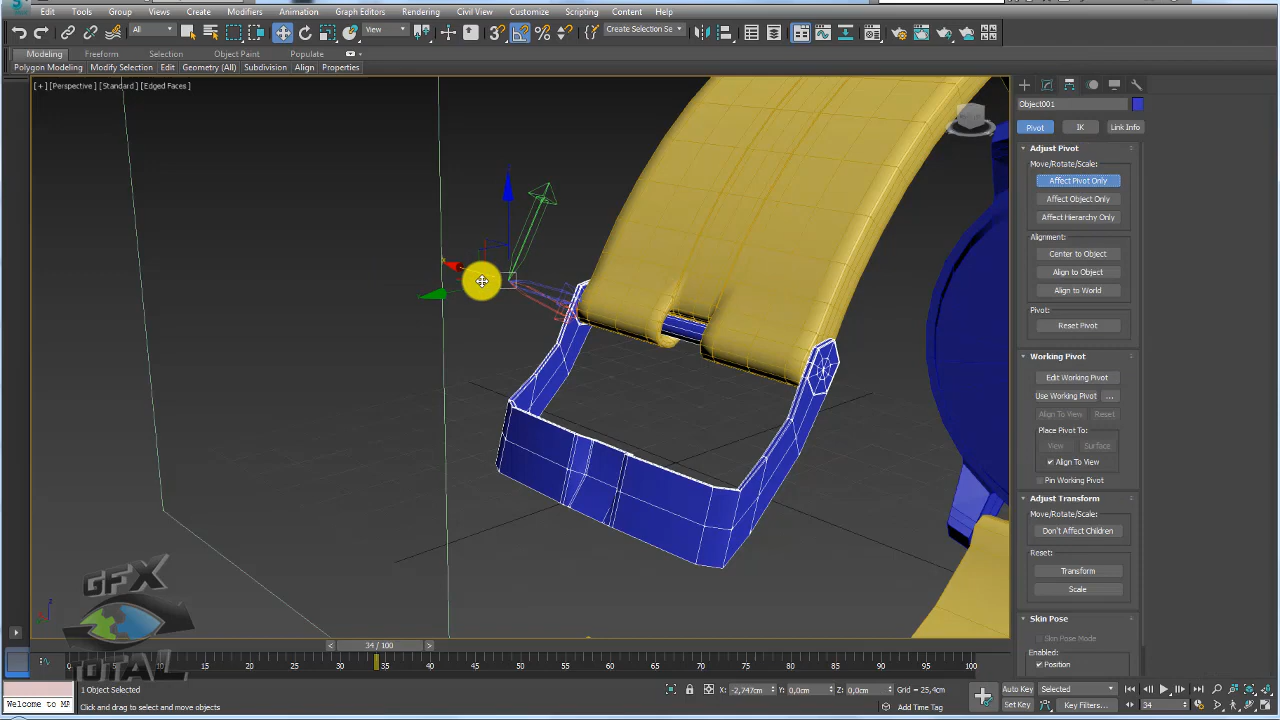 Edit Tools Group Views Create Modifiers Animation Graph Editors Rendering Civil View Customize Scripting Content Help
All View Create Selection Se
Modeling Freeform Selection Object Paint Populate
Polygon Modeling Modify Selection Edit Geometry (All) Subdivision Align Properties
[+] [Perspective] [Standard] [Edged Faces]
Object001
Pivot IK Link Info
Adjust Pivot
Move/Rotate/Scale:
Affect Pivot Only
Affect Object Only
Affect Hierarchy Only
Alignment:
Center to Object
Align to Object
Align to World
Pivot:
Reset Pivot
Working Pivot
Edit Working Pivot
Use Working Pivot ...
Align To View Reset
Place Pivot To:
View Surface
Align To View
Pin Working Pivot
Adjust Transform
Move/Rotate/Scale:
Don't Affect Children
Reset:
Transform
Scale
Skin Pose
Skin Pose Mode
Enabled:
Position
GFX
TOTAL
< 34 / 100 >
0 15 20 25 30 35 40 45 50 55 60 65 70 75 80 85 90 95 100
1 Object Selected
X: -2,747cm Y: 0,0cm Z: 0,0cm Grid = 25,4cm
Auto Key Selected
Welcome to MA
Click and drag to select and move objects
Add Time Tag
Set Key Key Filters... 34